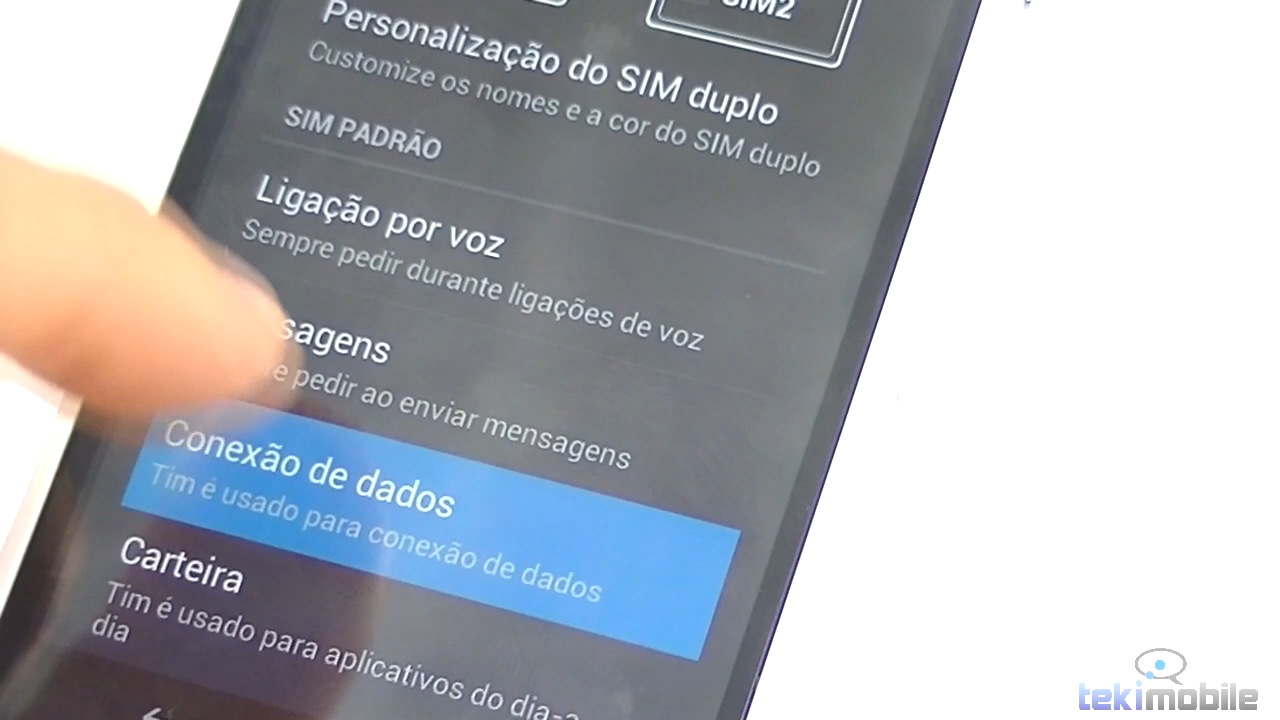 SIM2
Personalização do SIM duplo
Customize os nomes e a cor do SIM duplo
SIM PADRÃO
Ligação por voz
Sempre pedir durante ligações de voz
sagens
e pedir ao enviar mensagens
Conexão de dados
Tim é usado para conexão de dados
Carteira
Tim é usado para aplicativos do dia-a
dia
tekimobile